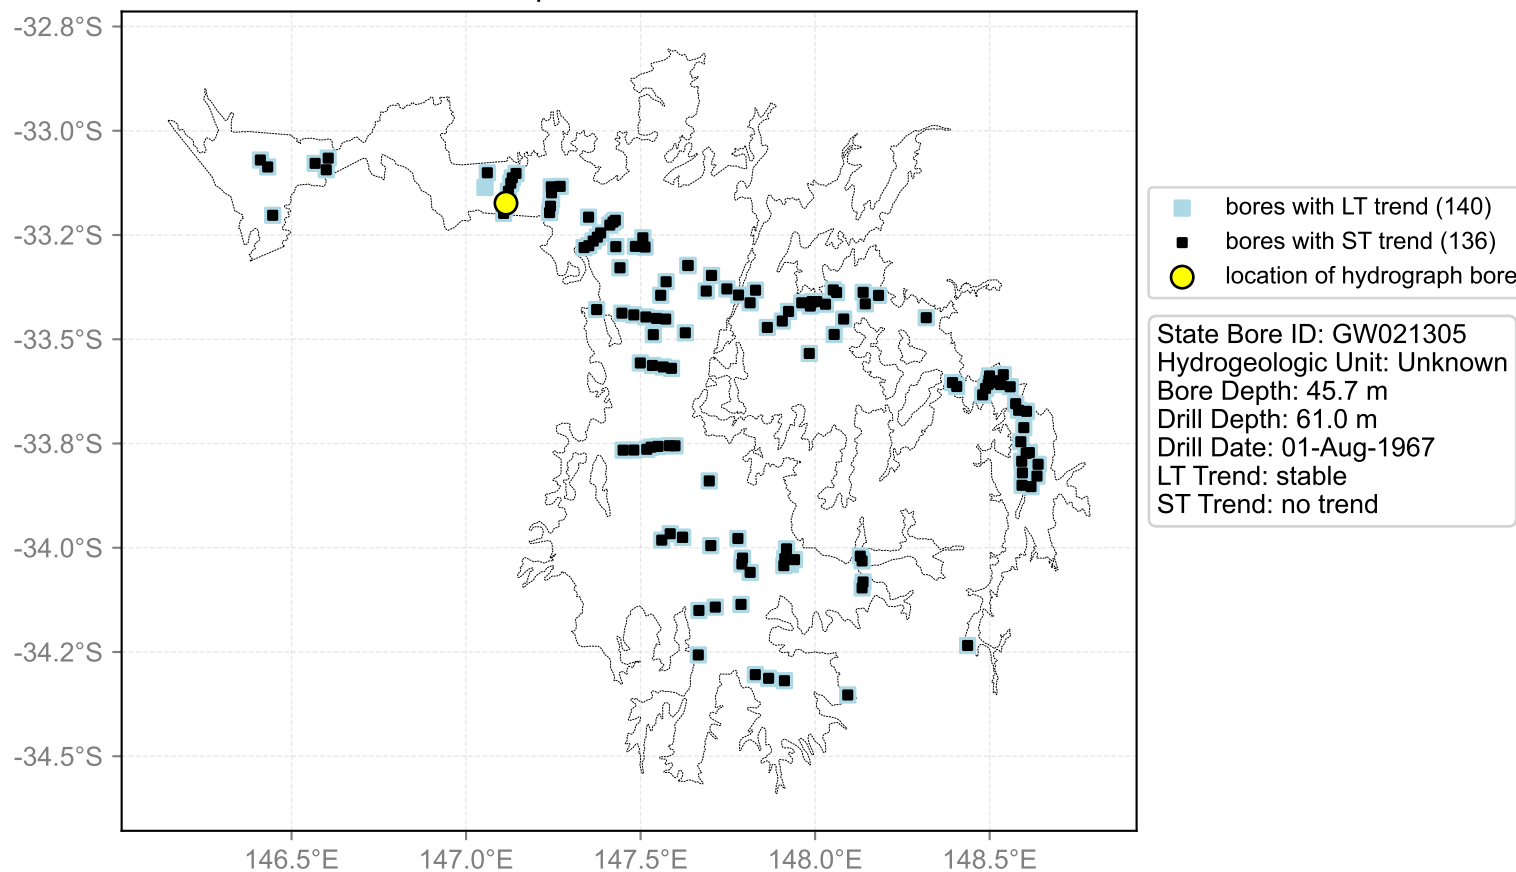 -32.8°S
-33.0°S
-33.2°S
-33.5°S
-33.8°S
-34.0°S
-34.2°S
-34.5°S
146.5°E
147.0°E
147.5°E
148.0°E
148.5°E
bores with LT trend (140)
bores with ST trend (136)
location of hydrograph bore
State Bore ID: GW021305
Hydrogeologic Unit: Unknown
Bore Depth: 45.7 m
Drill Depth: 61.0 m
Drill Date: 01-Aug-1967
LT Trend: stable
ST Trend: no trend